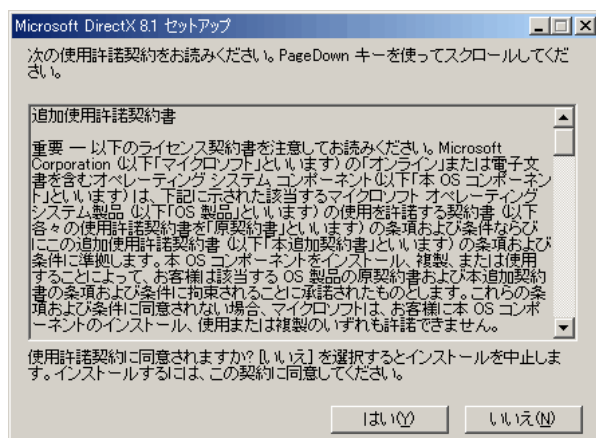 Microsoft DirectX 8.1 セットアップ
次の使用許諾契約をお読みください。PageDown キーを使ってスクロールしてくだ
さい。
追加使用許諾契約書
重要 — 以下のライセンス契約書を注意してお読みください。Microsoft
Corporation (以下「マイクロソフト」といいます) の「オンライン」または電子文
書を含むオペレーティング システム コンポーネント(以下「本 OS コンポーネン
ト」といいます) は、下記に示された該当するマイクロソフト オペレーティング
システム製品 (以下「OS 製品」といいます) の使用を許諾する契約書 (以下
各々の使用許諾契約書を「原契約書」といいます) の条項および条件ならび
にこの追加使用許諾契約書 (以下「本追加契約書」といいます) の条項および
条件に準拠します。本 OS コンポーネントをインストール、複製、または使用
することによって、お客様は該当する OS 製品の原契約書および本追加契約
書の条項および条件に拘束されることに承諾されたものとします。これらの条
項および条件に同意されない場合、マイクロソフトは、お客様に本 OS コンポ
ーネントのインストール、使用または複製のいずれも許諾できません。
使用許諾契約に同意されますか? [いいえ] を選択するとインストールを中止しま
す。インストールするには、この契約に同意してください。
はい(Y)
いいえ(N)